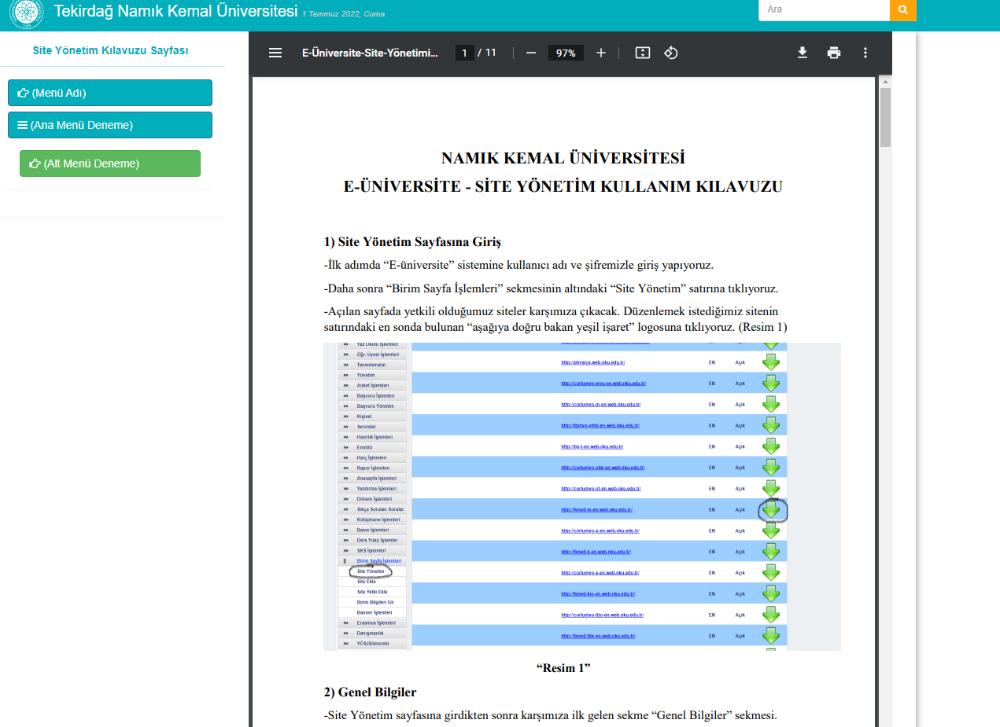 Tekirdağ Namık Kemal Üniversitesi 1 Temmuz 2022, Cuma
Ara
Site Yönetim Kılavuzu Sayfası
(Menü Adı)
(Ana Menü Deneme)
(Alt Menü Deneme)
E-Üniversite-Site-Yönetimi... 1 / 11 97%
NAMIK KEMAL ÜNİVERSİTESİ
E-ÜNİVERSİTE - SİTE YÖNETİM KULLANIM KILAVUZU
1) Site Yönetim Sayfasına Giriş
-İlk adımda “E-üniversite” sistemine kullanıcı adı ve şifremizle giriş yapıyoruz.
-Daha sonra “Birim Sayfa İşlemleri” sekmesinin altındaki “Site Yönetim” satırına tıklıyoruz.
-Açılan sayfada yetkili olduğumuz siteler karşımıza çıkacak. Düzenlemek istediğimiz sitenin
satırındaki en sonda bulunan “aşağıya doğru bakan yeşil işaret” logosuna tıklıyoruz. (Resim 1)
Yaz Okulu İşlemleri
Öğr. Üyesi İşlemleri
Tanımlamalar
Yönetim
Anket İşlemleri
Başvuru İşlemleri
Başvuru Yönetim
Kişisel
Servisler
Hazırlık İşlemleri
Enstitü
Harç İşlemleri
Rapor İşlemleri
Anasayfa İşlemleri
Yazdırma İşlemleri
Dönem İşlemleri
Sıkça Sorulan Sorular
Kütüphane İşlemleri
Basın İşlemleri
Ders Yükü İşlemler
SKS İşlemleri
Birim Sayfa İşlemleri
Site Yönetim
Site Ekle
Site Yetki Ekle
Birim Bilgileri Gir
Banner İşlemleri
Erasmus İşlemleri
Danışmanlık
YÖS(Silinecek)
http://physics.web.nku.edu.tr/ EN Açık
http://corlumyo-mvu-en.web.nku.edu.tr/ EN Açık
http://corlumyo-m-en.web.nku.edu.tr/ EN Açık
http://tbmyo-ythb-en.web.nku.edu.tr/ EN Açık
http://tip-t-en.web.nku.edu.tr/ EN Açık
http://corlumyo-obk-en.web.nku.edu.tr/ EN Açık
http://corlumyo-ot-en.web.nku.edu.tr/ EN Açık
http://fened-m-en.web.nku.edu.tr/ EN Açık
http://corlumyo-p-en.web.nku.edu.tr/ EN Açık
http://fened-k-en.web.nku.edu.tr/ EN Açık
http://corlumyo-s-en.web.nku.edu.tr/ EN Açık
http://fened-kio-en.web.nku.edu.tr/ EN Açık
http://corlumyo-ttio-en.web.nku.edu.tr/ EN Açık
http://fened-fde-en.web.nku.edu.tr/ EN Açık
“Resim 1”
2) Genel Bilgiler
-Site Yönetim sayfasına girdikten sonra karşımıza ilk gelen sekme “Genel Bilgiler” sekmesi.